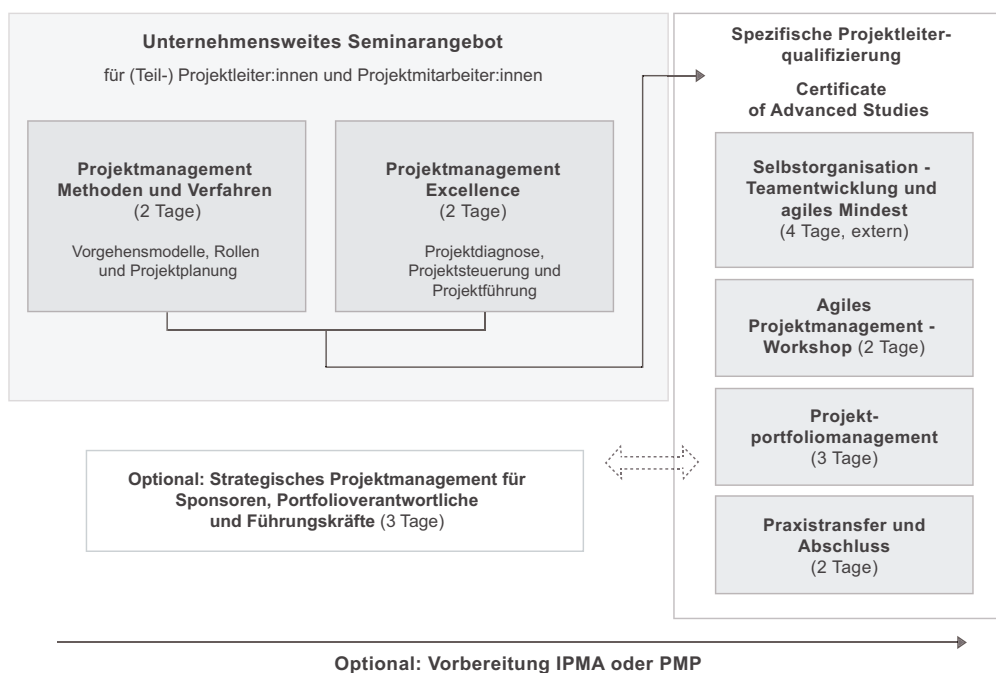 Unternehmensweites Seminarangebot
für (Teil-) Projektleiter:innen und Projektmitarbeiter:innen
Projektmanagement
Methoden und Verfahren
(2 Tage)
Vorgehensmodelle, Rollen
und Projektplanung
Projektmanagement
Excellence
(2 Tage)
Projektdiagnose,
Projektsteuerung und
Projektführung
Spezifische Projektleiter-
qualifizierung
Certificate
of Advanced Studies
Selbstorganisation -
Teamentwicklung und
agiles Mindest
(4 Tage, extern)
Agiles
Projektmanagement -
Workshop (2 Tage)
Projekt-
portfoliomanagement
(3 Tage)
Praxistransfer und
Abschluss
(2 Tage)
Optional: Strategisches Projektmanagement für
Sponsoren, Portfolioverantwortliche
und Führungskräfte (3 Tage)
Optional: Vorbereitung IPMA oder PMP